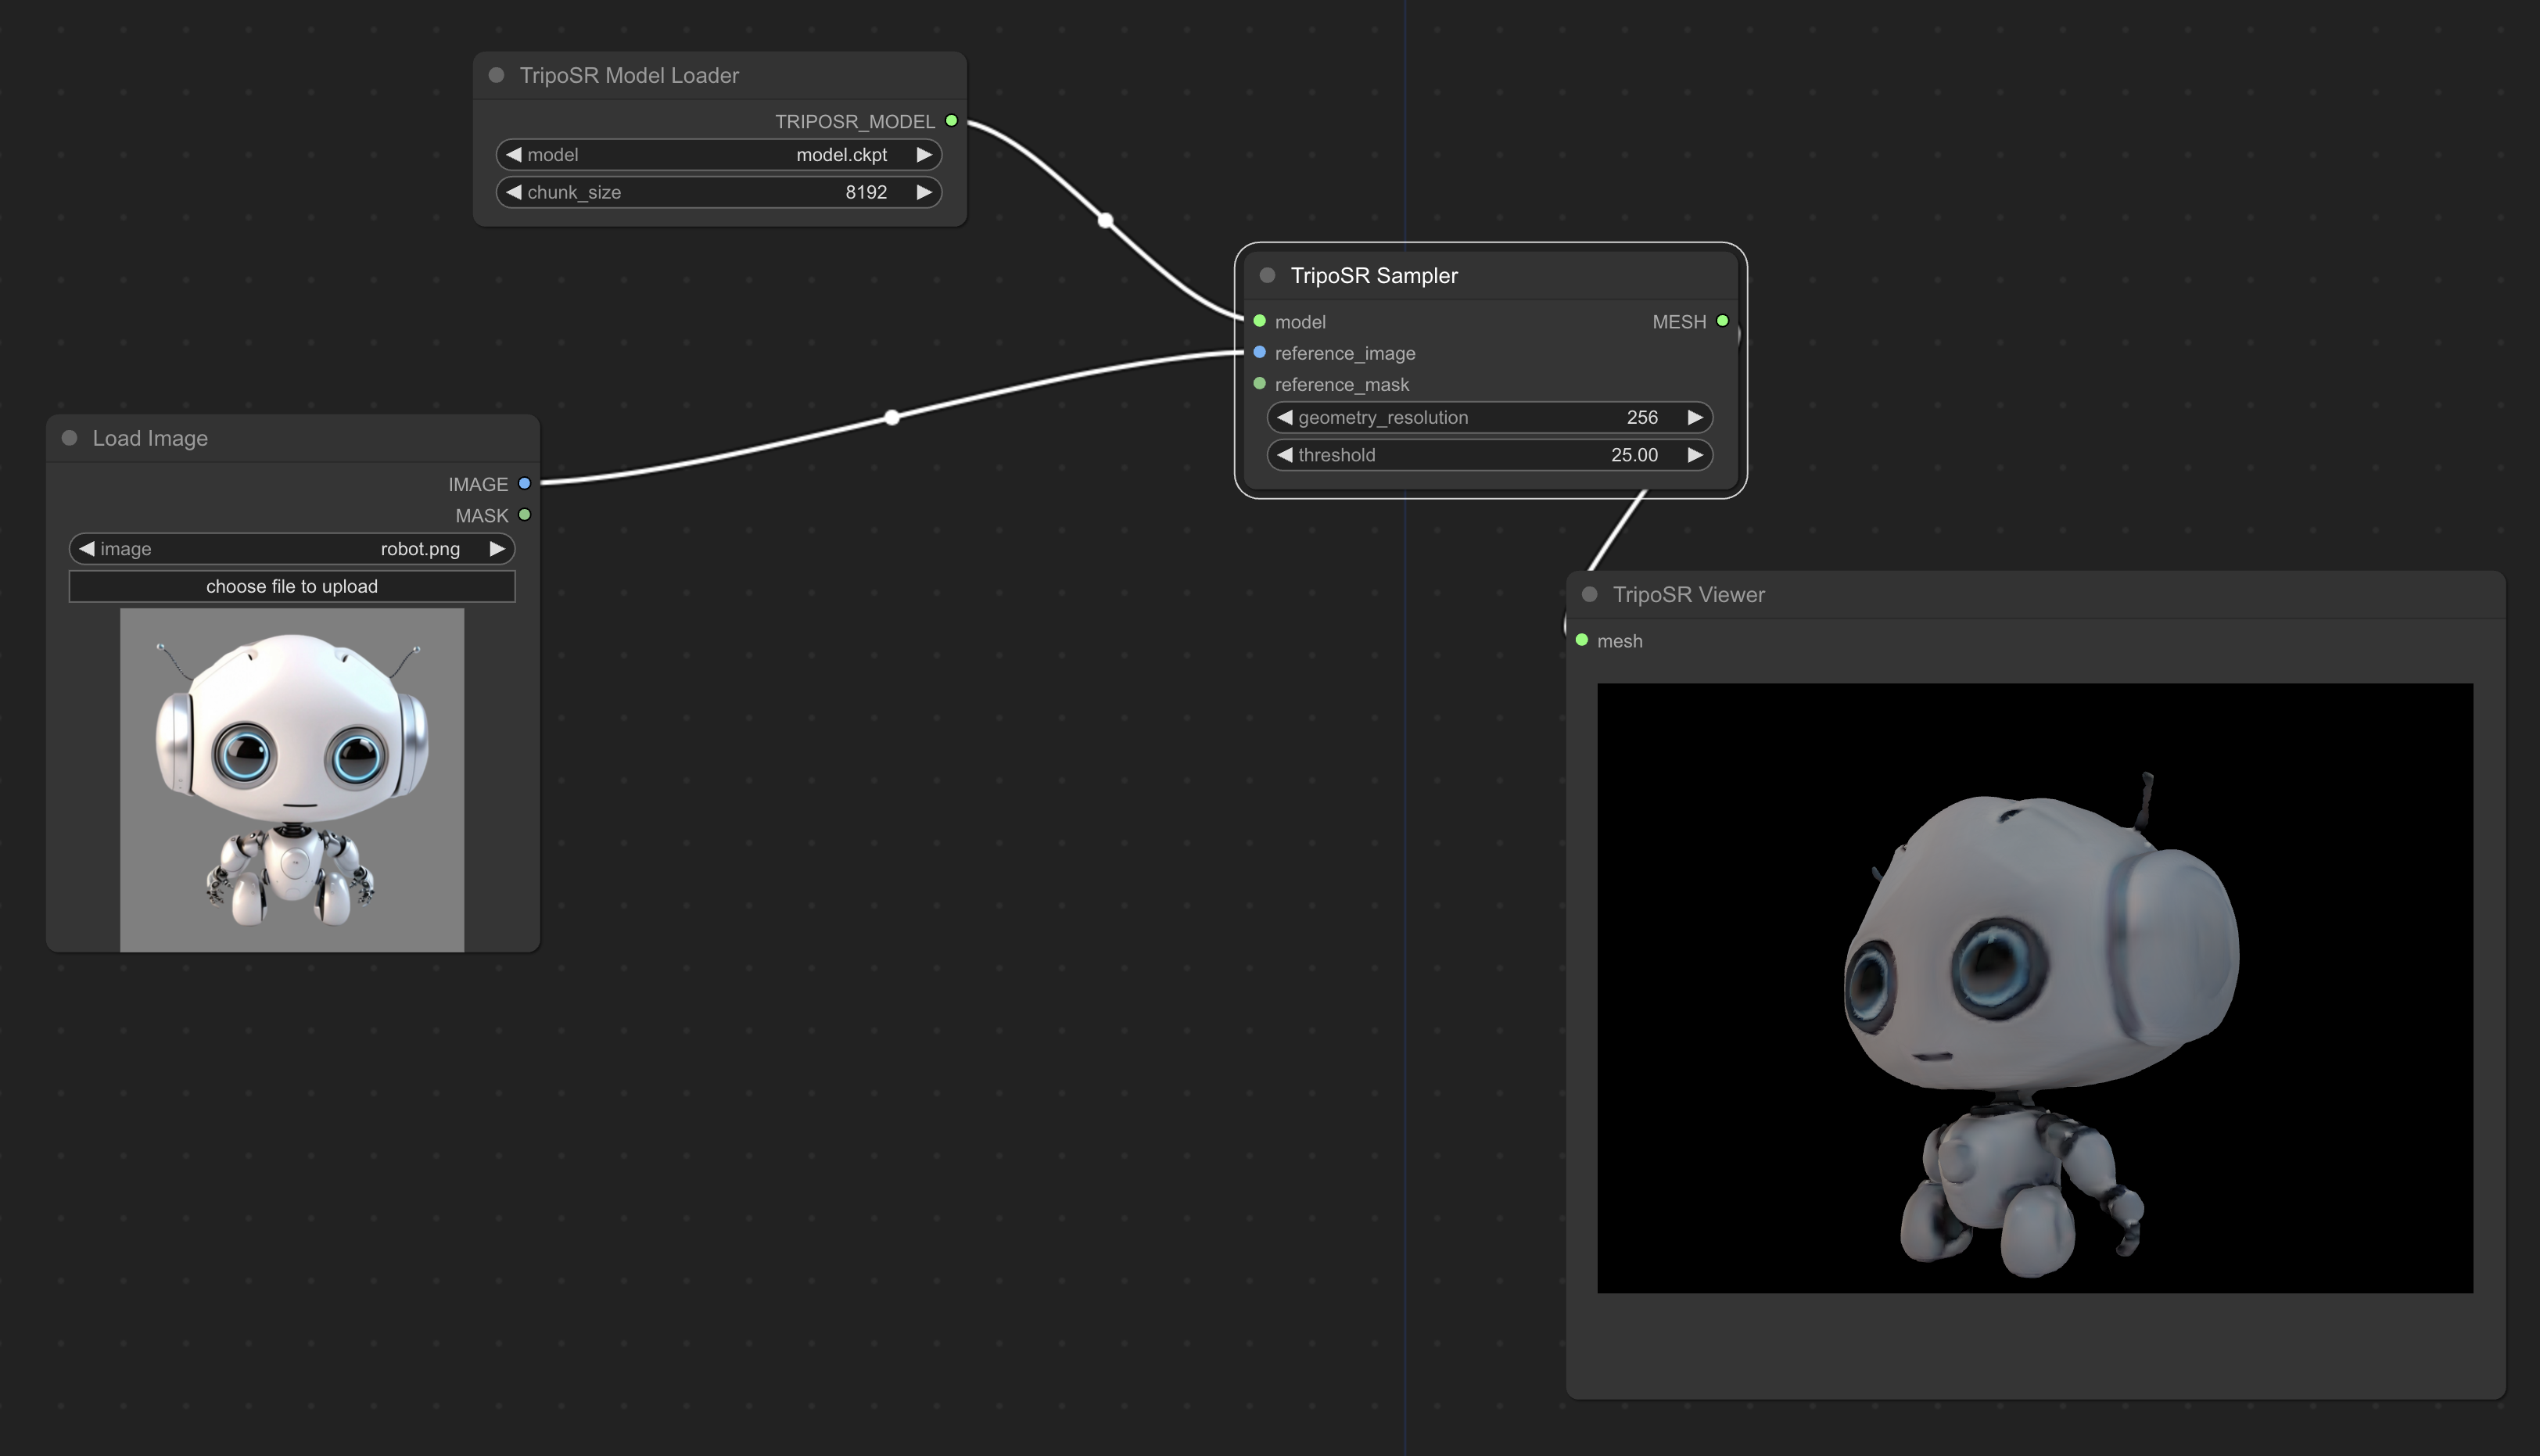 TripoSR Model Loader
TRIPOSR_MODEL
model model.ckpt
chunk_size 8192
TripoSR Sampler
model MESH
reference_image
reference_mask
geometry_resolution 256
threshold 25.00
Load Image
IMAGE
MASK
image robot.png
choose file to upload
TripoSR Viewer
mesh